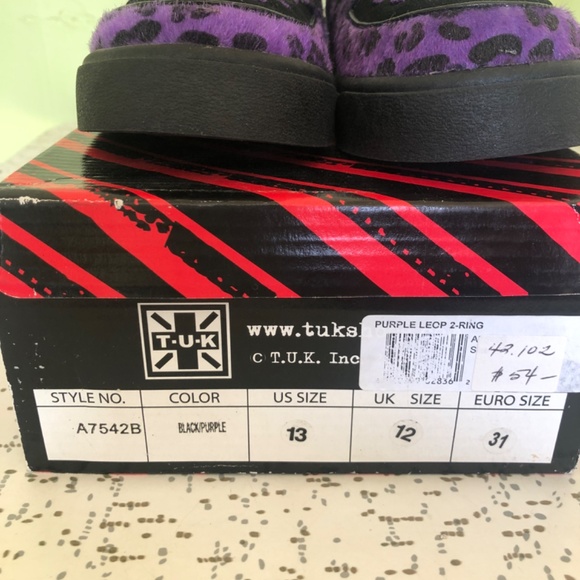 PURPLE LEOP 2-RING
T·U·K
www.tuks
© T.U.K. Inc
42.102
$54-
STYLE NO. COLOR US SIZE UK SIZE EURO SIZE
A7542B BLACK/PURPLE 13 12 31